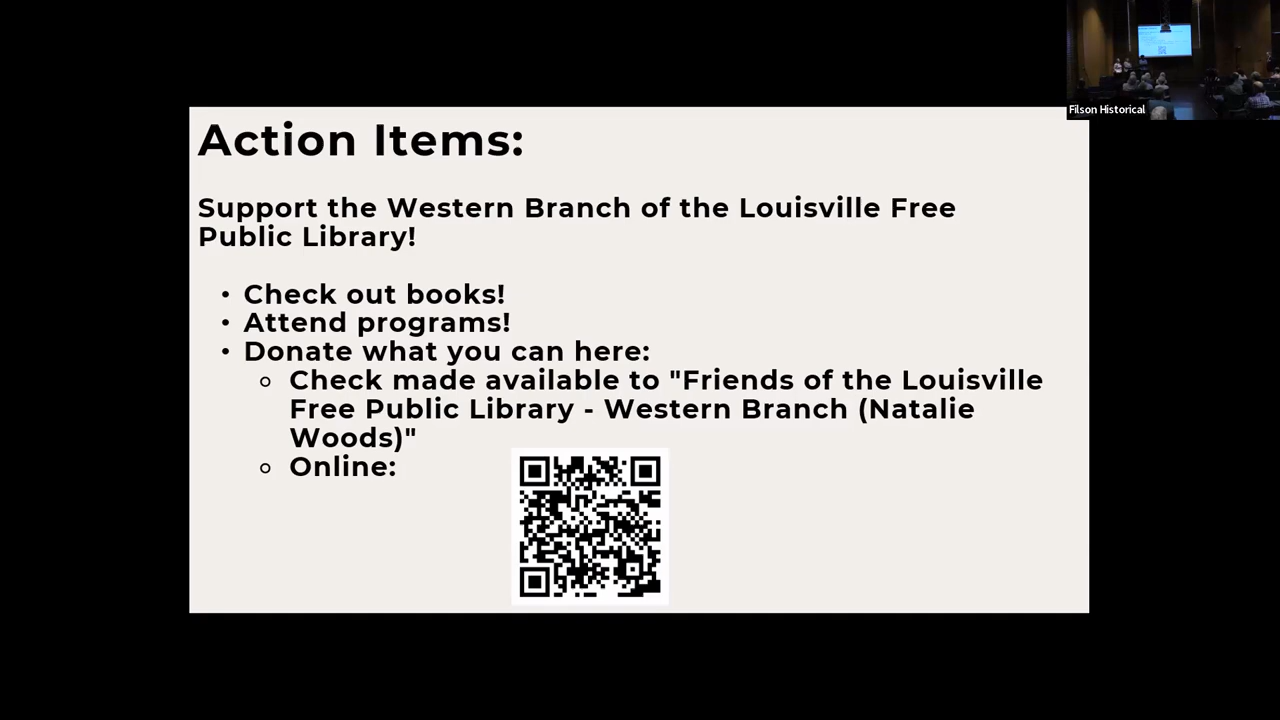 Filson Historical
Action Items:
Support the Western Branch of the Louisville Free
Public Library!
• Check out books!
• Attend programs!
• Donate what you can here:
○ Check made available to "Friends of the Louisville
Free Public Library - Western Branch (Natalie
Woods)"
○ Online: